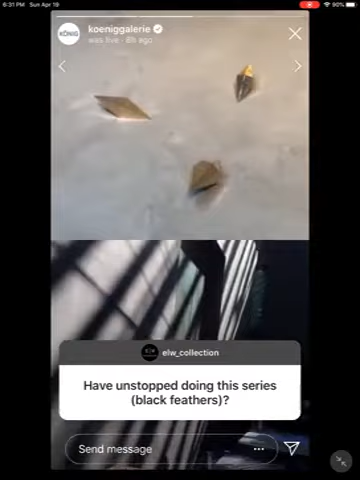 6:31 PM Sun Apr 19
90%
KÖNIG
koeniggalerie
was live · 6h ago
elw_collection
Have unstopped doing this series
(black feathers)?
Send message